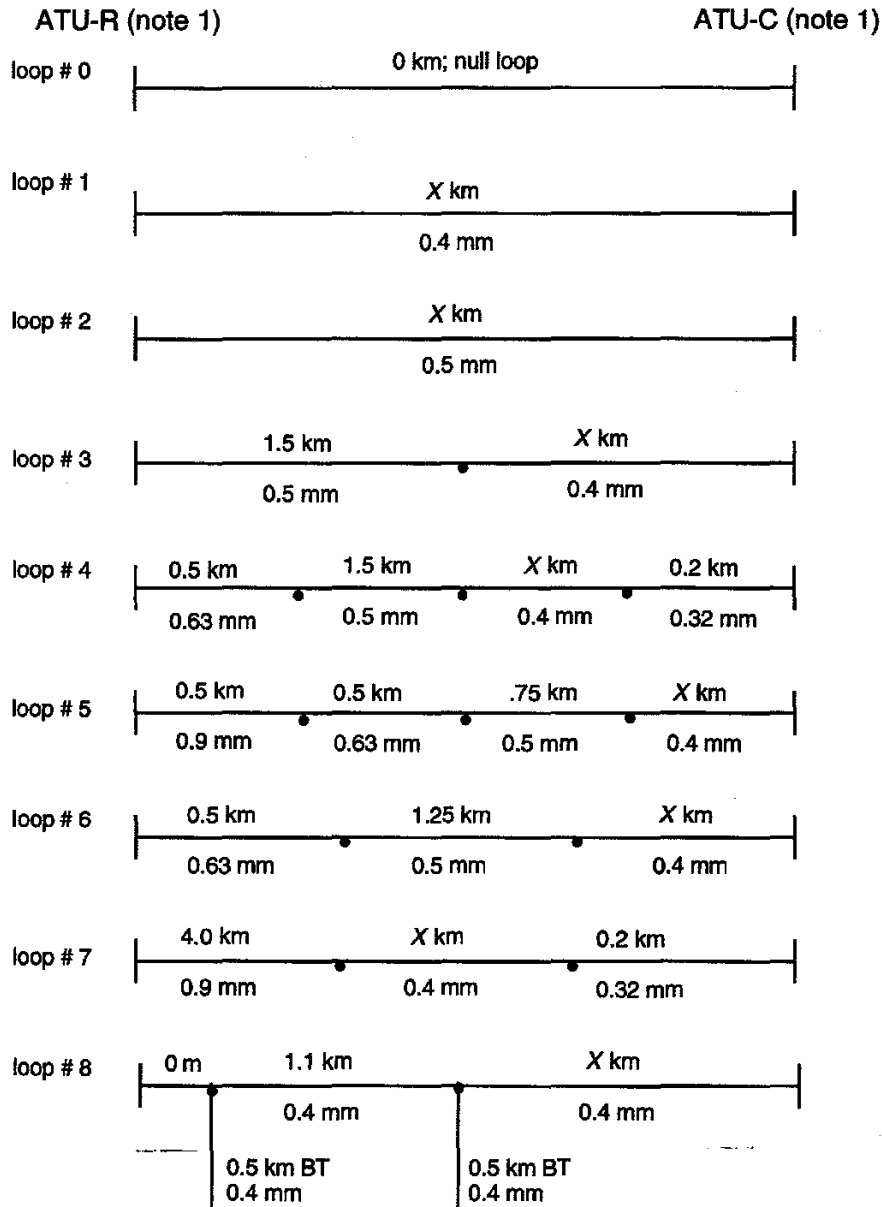 ATU-R (note 1) ATU-C (note 1)
loop # 0 0 km; null loop
loop # 1 X km
0.4 mm
loop # 2 X km
0.5 mm
loop # 3 1.5 km X km
0.5 mm 0.4 mm
loop # 4 0.5 km 1.5 km X km 0.2 km
0.63 mm 0.5 mm 0.4 mm 0.32 mm
loop # 5 0.5 km 0.5 km .75 km X km
0.9 mm 0.63 mm 0.5 mm 0.4 mm
loop # 6 0.5 km 1.25 km X km
0.63 mm 0.5 mm 0.4 mm
loop # 7 4.0 km X km 0.2 km
0.9 mm 0.4 mm 0.32 mm
loop # 8 0 m 1.1 km X km
0.4 mm 0.4 mm
0.5 km BT 0.5 km BT
0.4 mm 0.4 mm